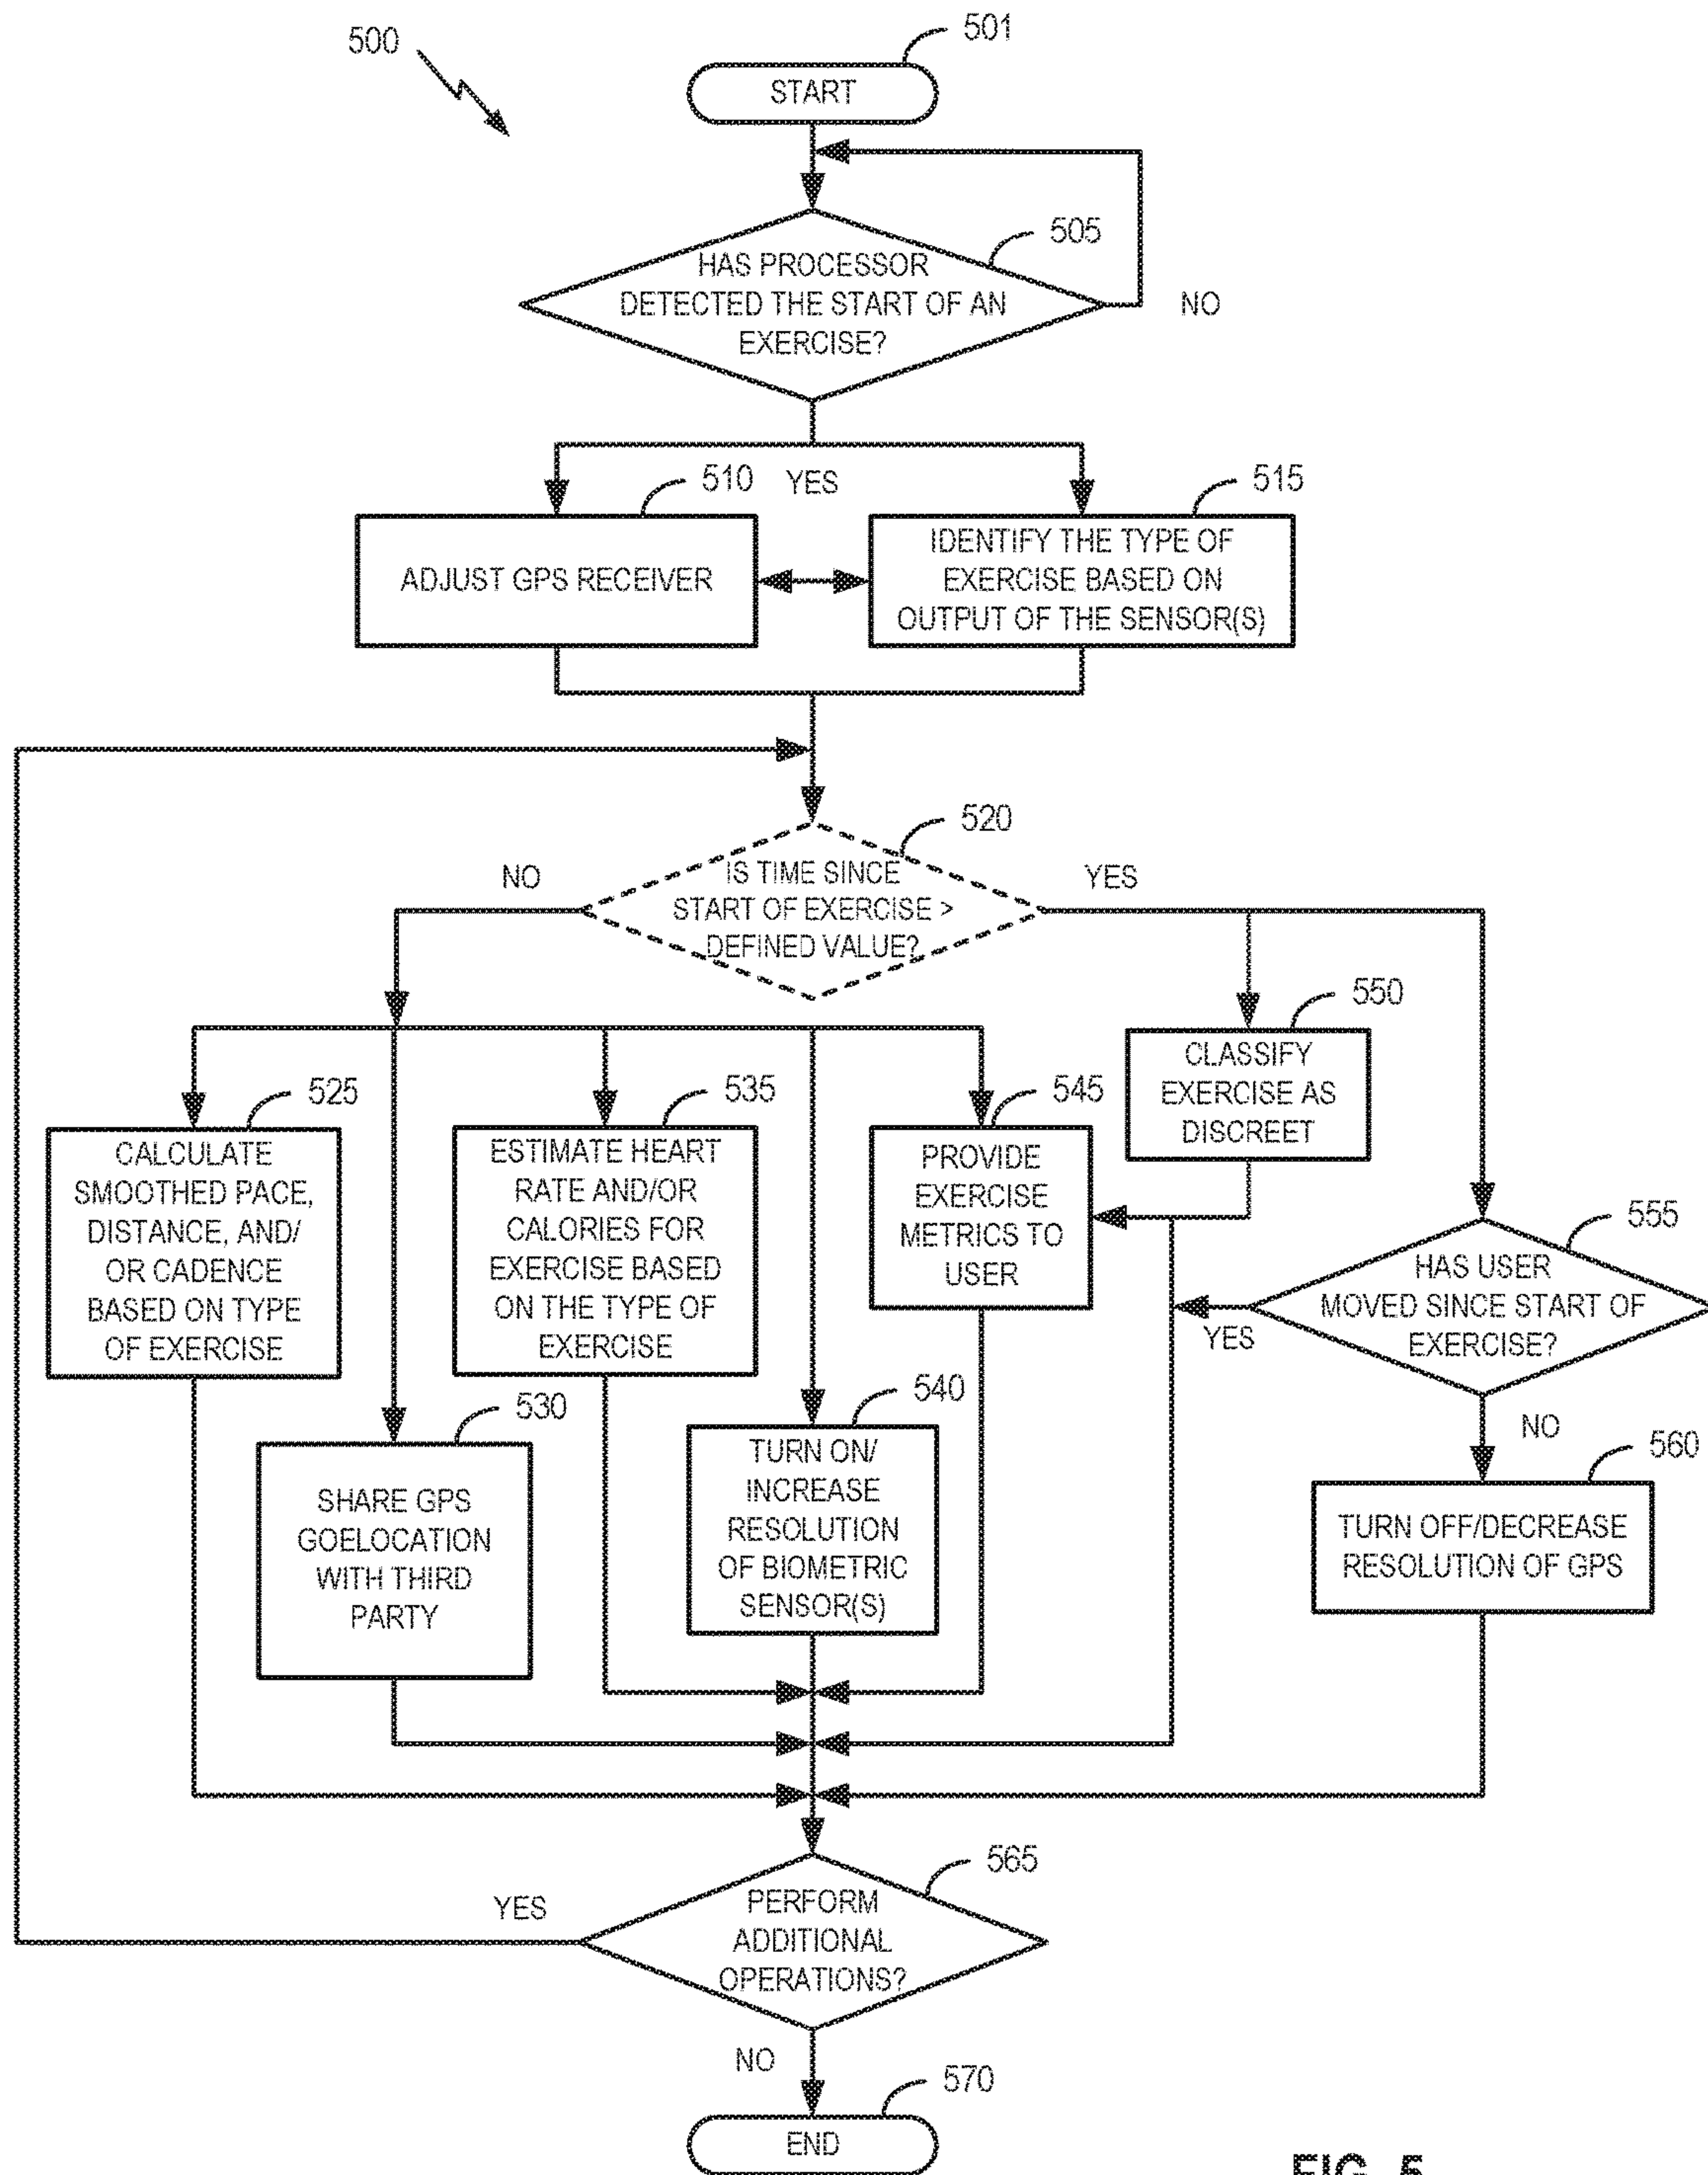 500
501
START
505
HAS PROCESSOR
DETECTED THE START OF AN
EXERCISE?
NO
YES
510
ADJUST GPS RECEIVER
515
IDENTIFY THE TYPE OF
EXERCISE BASED ON
OUTPUT OF THE SENSOR(S)
520
IS TIME SINCE
START OF EXERCISE >
DEFINED VALUE?
NO
YES
525
CALCULATE
SMOOTHED PACE,
DISTANCE, AND/
OR CADENCE
BASED ON TYPE
OF EXERCISE
530
SHARE GPS
GOELOCATION
WITH THIRD
PARTY
535
ESTIMATE HEART
RATE AND/OR
CALORIES FOR
EXERCISE BASED
ON THE TYPE OF
EXERCISE
540
TURN ON/
INCREASE
RESOLUTION
OF BIOMETRIC
SENSOR(S)
545
PROVIDE
EXERCISE
METRICS TO
USER
550
CLASSIFY
EXERCISE AS
DISCREET
555
HAS USER
MOVED SINCE START OF
EXERCISE?
YES
NO
560
TURN OFF/DECREASE
RESOLUTION OF GPS
565
PERFORM
ADDITIONAL
OPERATIONS?
YES
NO
570
END
FIG. 5